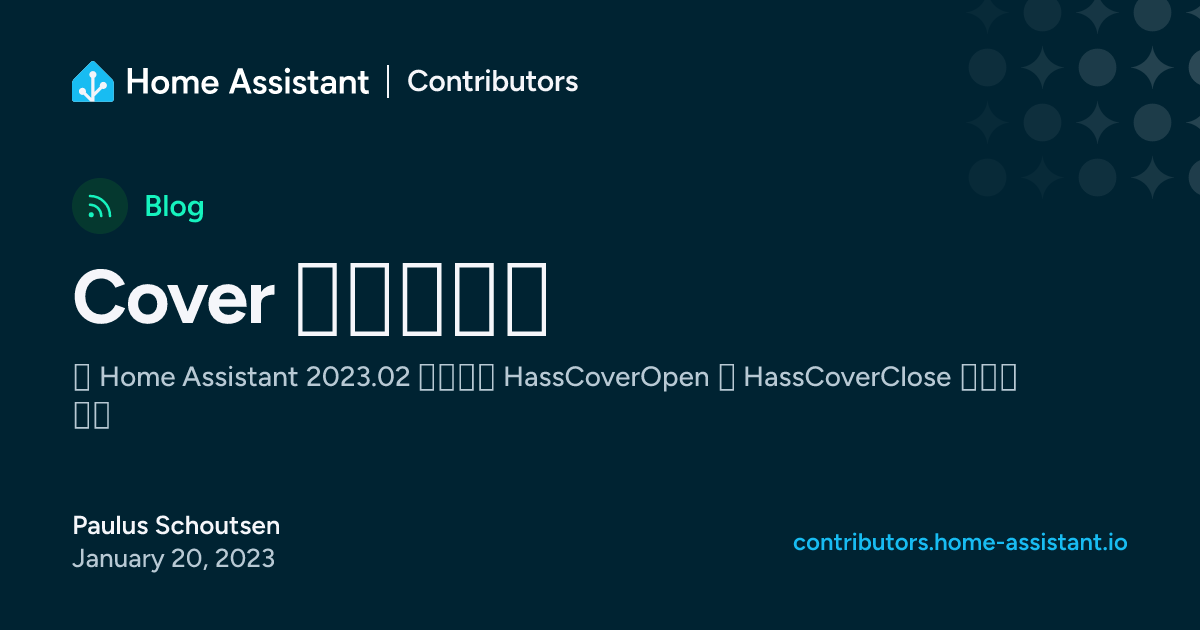 Home Assistant | Contributors
Blog
Cover
Home Assistant 2023.02 HassCoverOpen HassCoverClose
Paulus Schoutsen
January 20, 2023
contributors.home-assistant.io